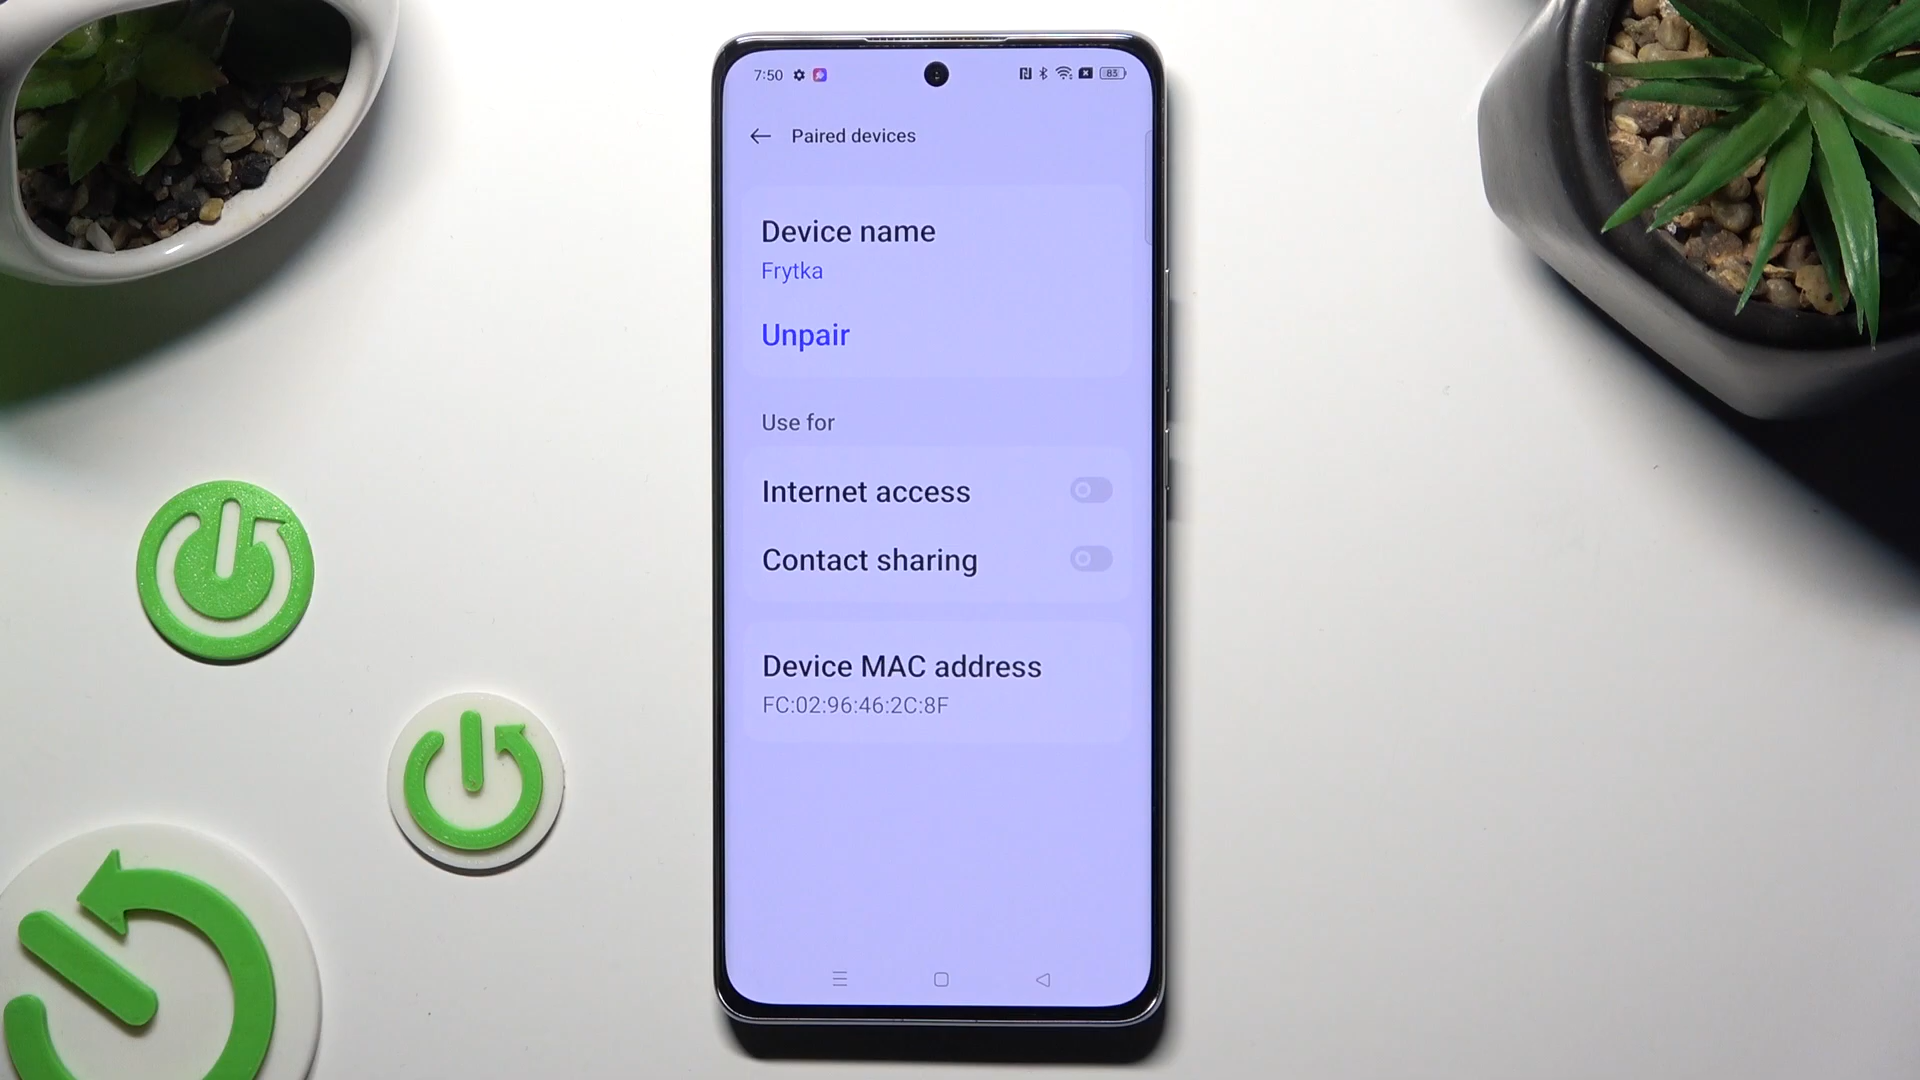 7:50
83
Paired devices
Device name
Frytka
Unpair
Use for
Internet access
Contact sharing
Device MAC address
FC:02:96:46:2C:8F